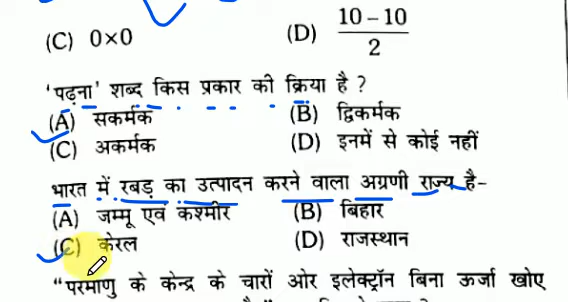 (C) 0×0 (D) 10 – 10 / 2
'पढ़ना' शब्द किस प्रकार की क्रिया है ?
(A) सकर्मक (B) द्विकर्मक
(C) अकर्मक (D) इनमें से कोई नहीं
भारत में रबड़ का उत्पादन करने वाला अग्रणी राज्य है-
(A) जम्मू एवं कश्मीर (B) बिहार
(C) केरल (D) राजस्थान
"परमाणु के केन्द्र के चारों ओर इलेक्ट्रॉन बिना ऊर्जा खोए